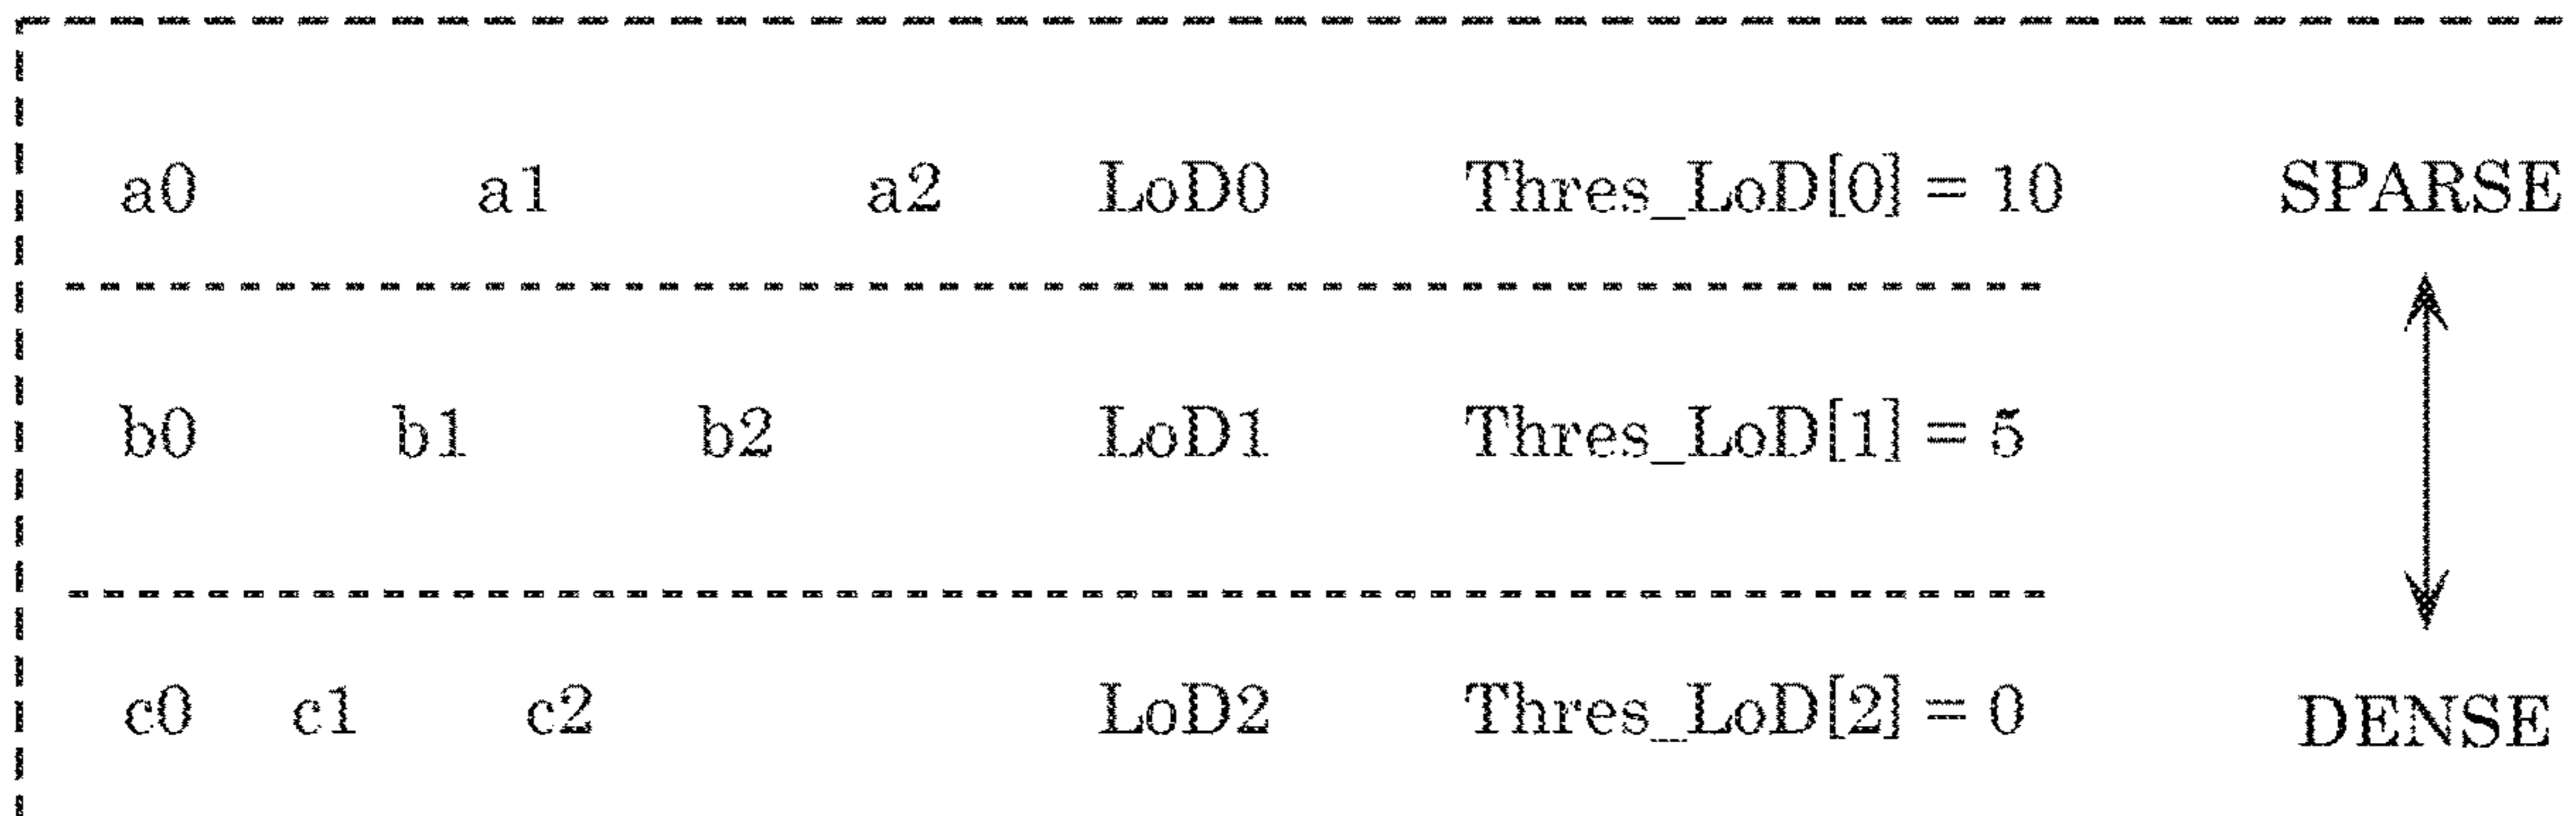 a0 a1 a2 LoD0 Thres_LoD[0] = 10 SPARSE
b0 b1 b2 LoD1 Thres_LoD[1] = 5
c0 c1 c2 LoD2 Thres_LoD[2] = 0 DENSE